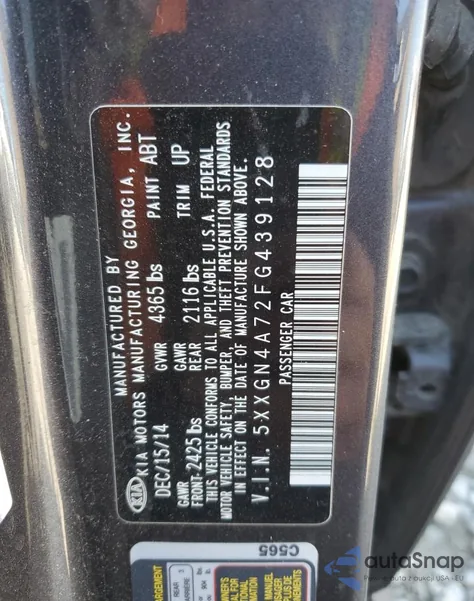 MANUFACTURED BY
KIA KIA MOTORS MANUFACTURING GEORGIA, INC.
DEC/15/14 GVWR 4365 lbs PAINT ABT
GAWR FRONT 2425 lbs GAWR REAR 2116 lbs TRIM UP
THIS VEHICLE CONFORMS TO ALL APPLICABLE U.S.A. FEDERAL
MOTOR VEHICLE SAFETY, BUMPER, AND THEFT PREVENTION STANDARDS
IN EFFECT ON THE DATE OF MANUFACTURE SHOWN ABOVE.
V.I.N. 5XXGN4A72FG439128
PASSENGER CAR
C565
REAR
autoSnap